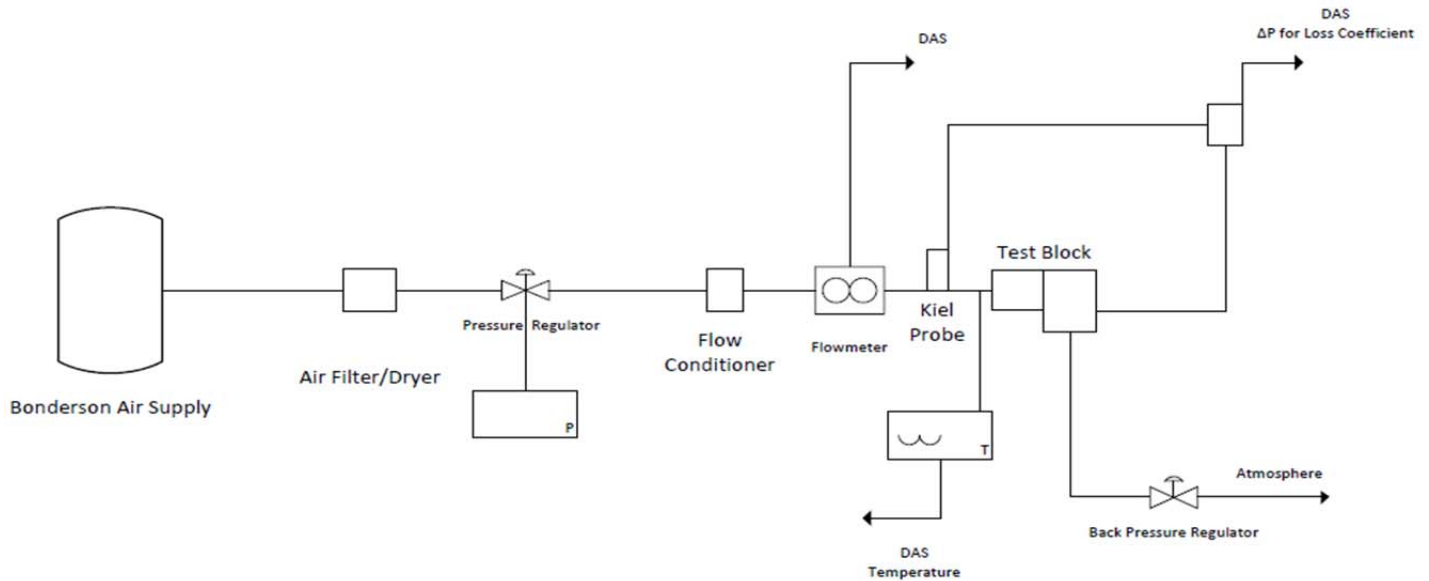 DAS
ΔP for Loss Coefficient
DAS
Test Block
Pressure Regulator
Kiel
Probe
Flow
Conditioner
Flowmeter
Air Filter/Dryer
Bonderson Air Supply
P
T
Atmosphere
Back Pressure Regulator
DAS
Temperature